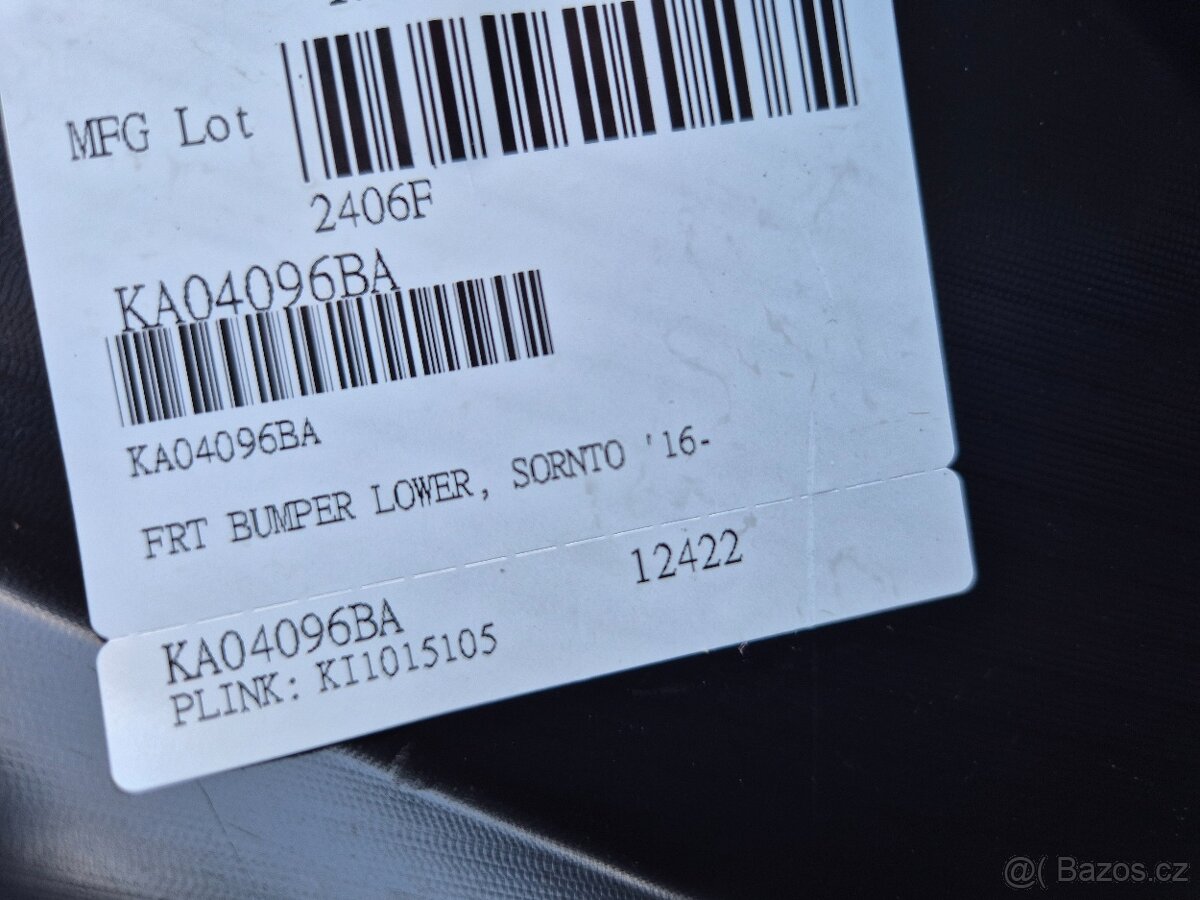 MFG Lot
2406F
KA04096BA
KA04096BA
FRT BUMPER LOWER, SORNTO '16-
12422
KA04096BA
PLINK: KI1015105
@( Bazos.cz